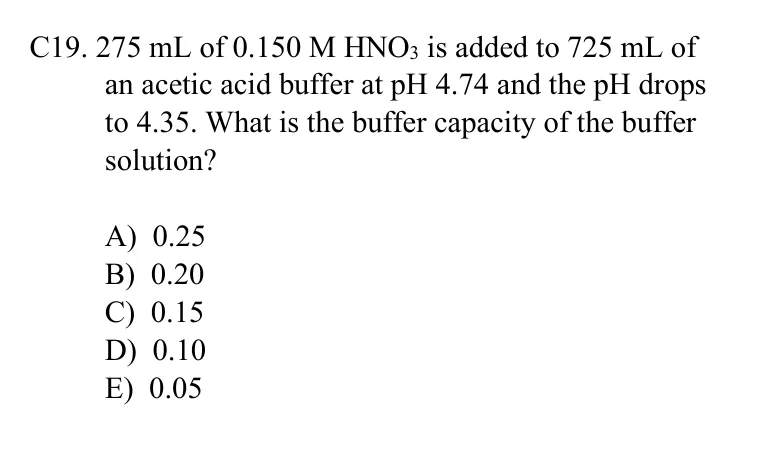 C19. 275 mL of 0.150 M HNO3 is added to 725 mL of
an acetic acid buffer at pH 4.74 and the pH drops
to 4.35. What is the buffer capacity of the buffer
solution?
A) 0.25
B) 0.20
C) 0.15
D) 0.10
E) 0.05